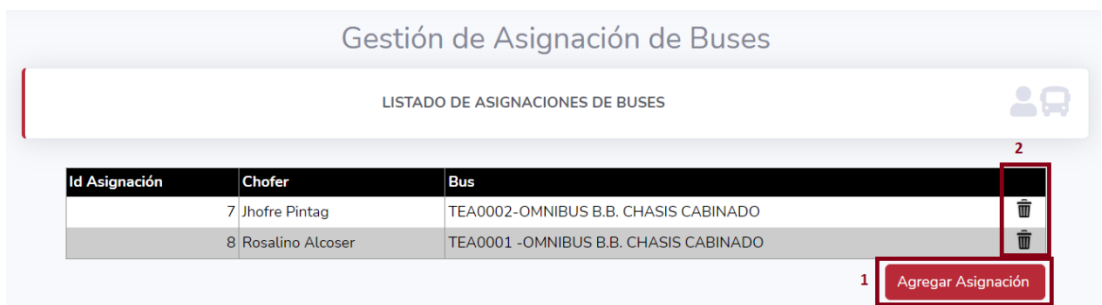 Gestión de Asignación de Buses
LISTADO DE ASIGNACIONES DE BUSES
2
Id Asignación Chofer Bus
7 Jhofre Pintag TEA0002-OMNIBUS B.B. CHASIS CABINADO
8 Rosalino Alcoser TEA0001 -OMNIBUS B.B. CHASIS CABINADO
1 Agregar Asignación